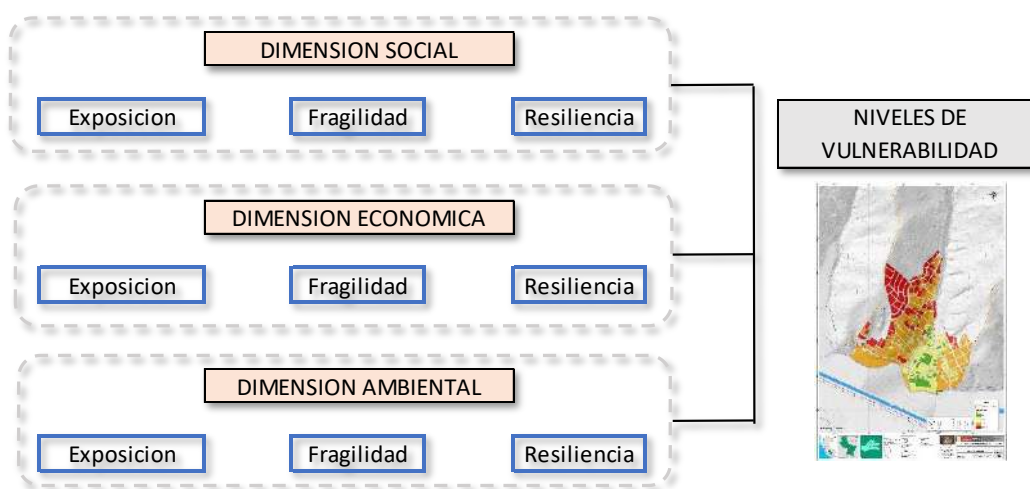 DIMENSION SOCIAL
Exposicion
Fragilidad
Resiliencia
DIMENSION ECONOMICA
Exposicion
Fragilidad
Resiliencia
DIMENSION AMBIENTAL
Exposicion
Fragilidad
Resiliencia
NIVELES DE
VULNERABILIDAD